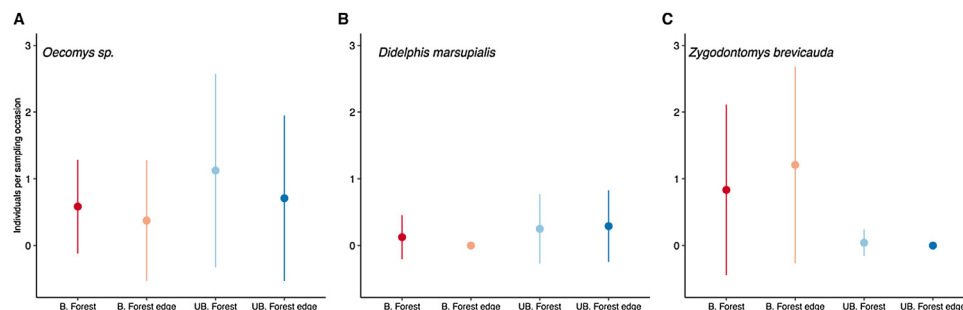 A
Oecomys sp.
Individuals per sampling occasion
3
2
1
0
B. Forest
B. Forest edge
UB. Forest
UB. Forest edge
B
Didelphis marsupialis
3
2
1
0
B. Forest
B. Forest edge
UB. Forest
UB. Forest edge
C
Zygodontomys brevicauda
3
2
1
0
B. Forest
B. Forest edge
UB. Forest
UB. Forest edge